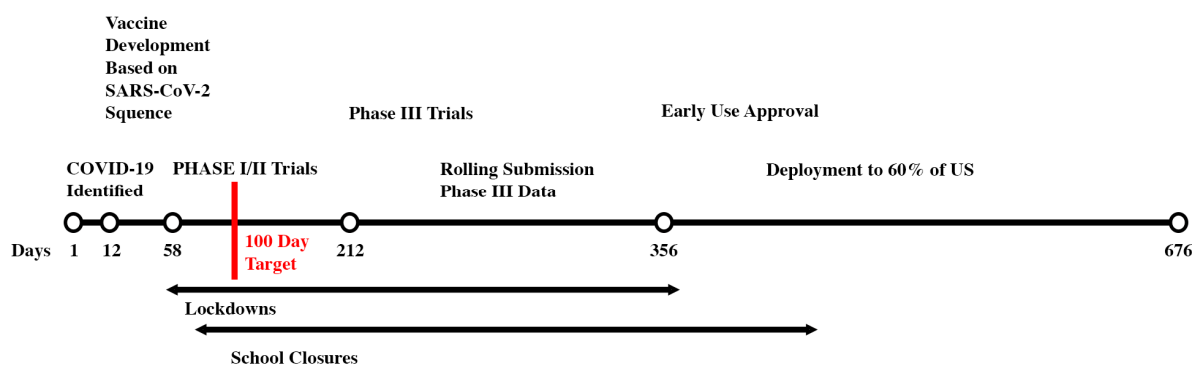 Vaccine
Development
Based on
SARS-CoV-2
Squence
Phase III Trials
Early Use Approval
COVID-19
Identified
PHASE I/II Trials
Rolling Submission
Phase III Data
Deployment to 60% of US
Days 1 12 58 212 356 676
100 Day
Target
Lockdowns
School Closures